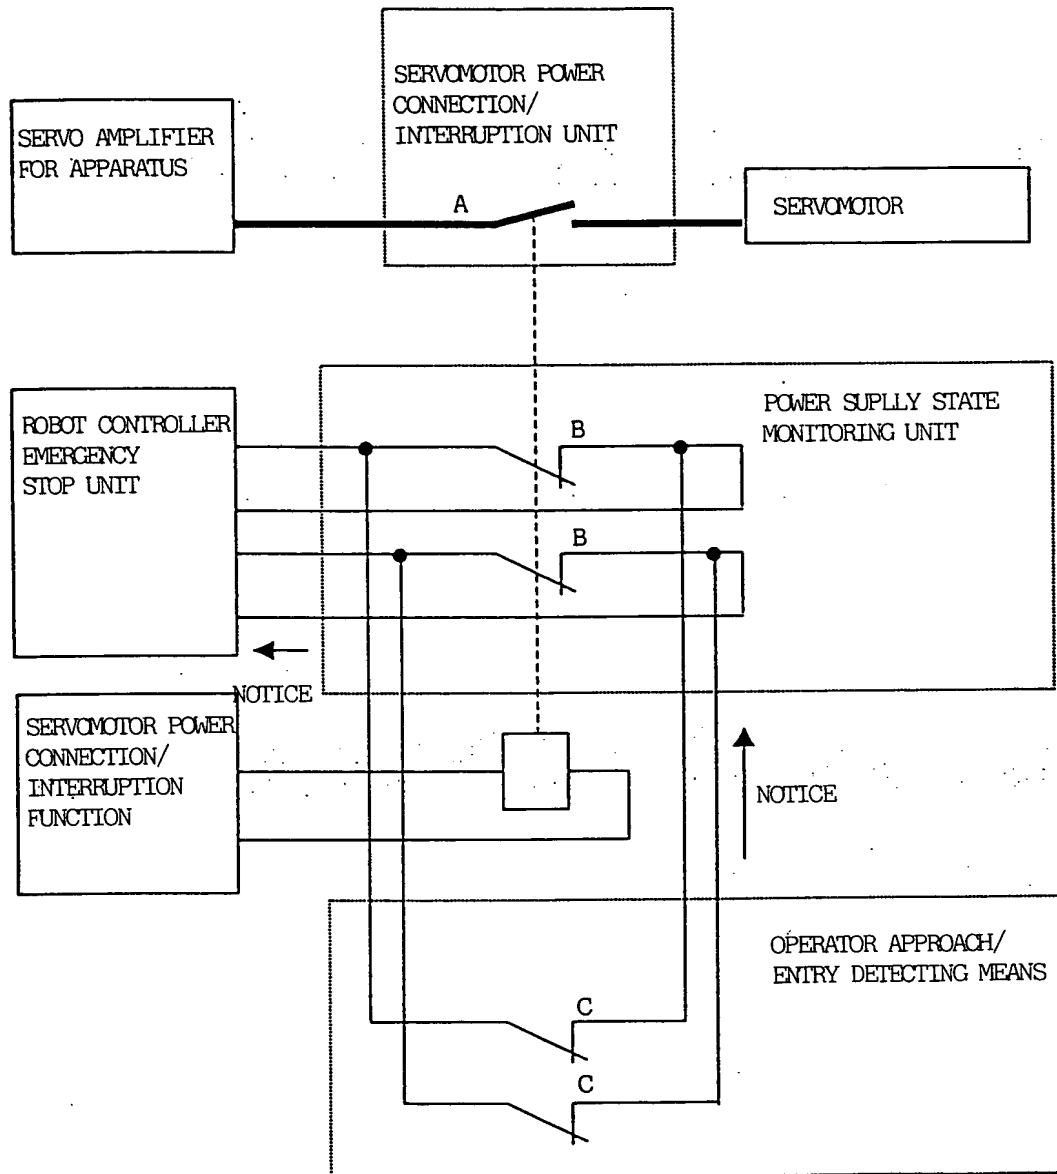 SERVOMOTOR POWER
CONNECTION/
INTERRUPTION UNIT
SERVO AMPLIFIER
FOR APPARATUS
A
SERVOMOTOR
ROBOT CONTROLLER
EMERGENCY
STOP UNIT
B
POWER SUPLLY STATE
MONITORING UNIT
B
NOTICE
SERVOMOTOR POWER
CONNECTION/
INTERRUPTION
FUNCTION
NOTICE
OPERATOR APPROACH/
ENTRY DETECTING MEANS
C
C